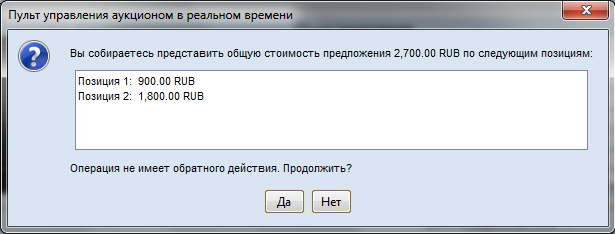 Пульт управления аукционом в реальном времени
Вы собираетесь представить общую стоимость предложения 2,700.00 RUB по следующим позициям:
Позиция 1: 900.00 RUB
Позиция 2: 1,800.00 RUB
Операция не имеет обратного действия. Продолжить?
Да Нет